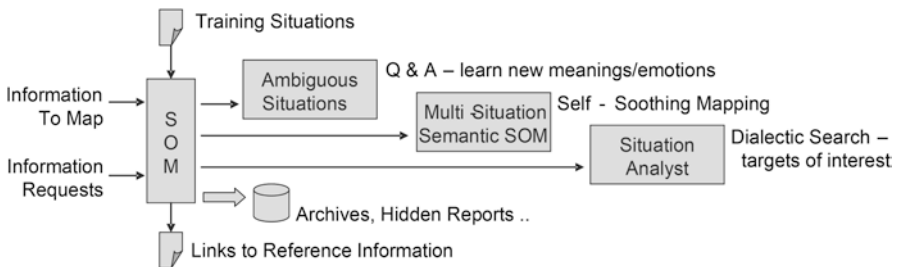 Training Situations
Information
To Map
Information
Requests
S
O
M
Ambiguous
Situations
Q & A – learn new meanings/emotions
Multi -Situation
Semantic SOM
Self - Soothing Mapping
Situation
Analyst
Dialectic Search –
targets of interest
Archives, Hidden Reports ..
Links to Reference Information